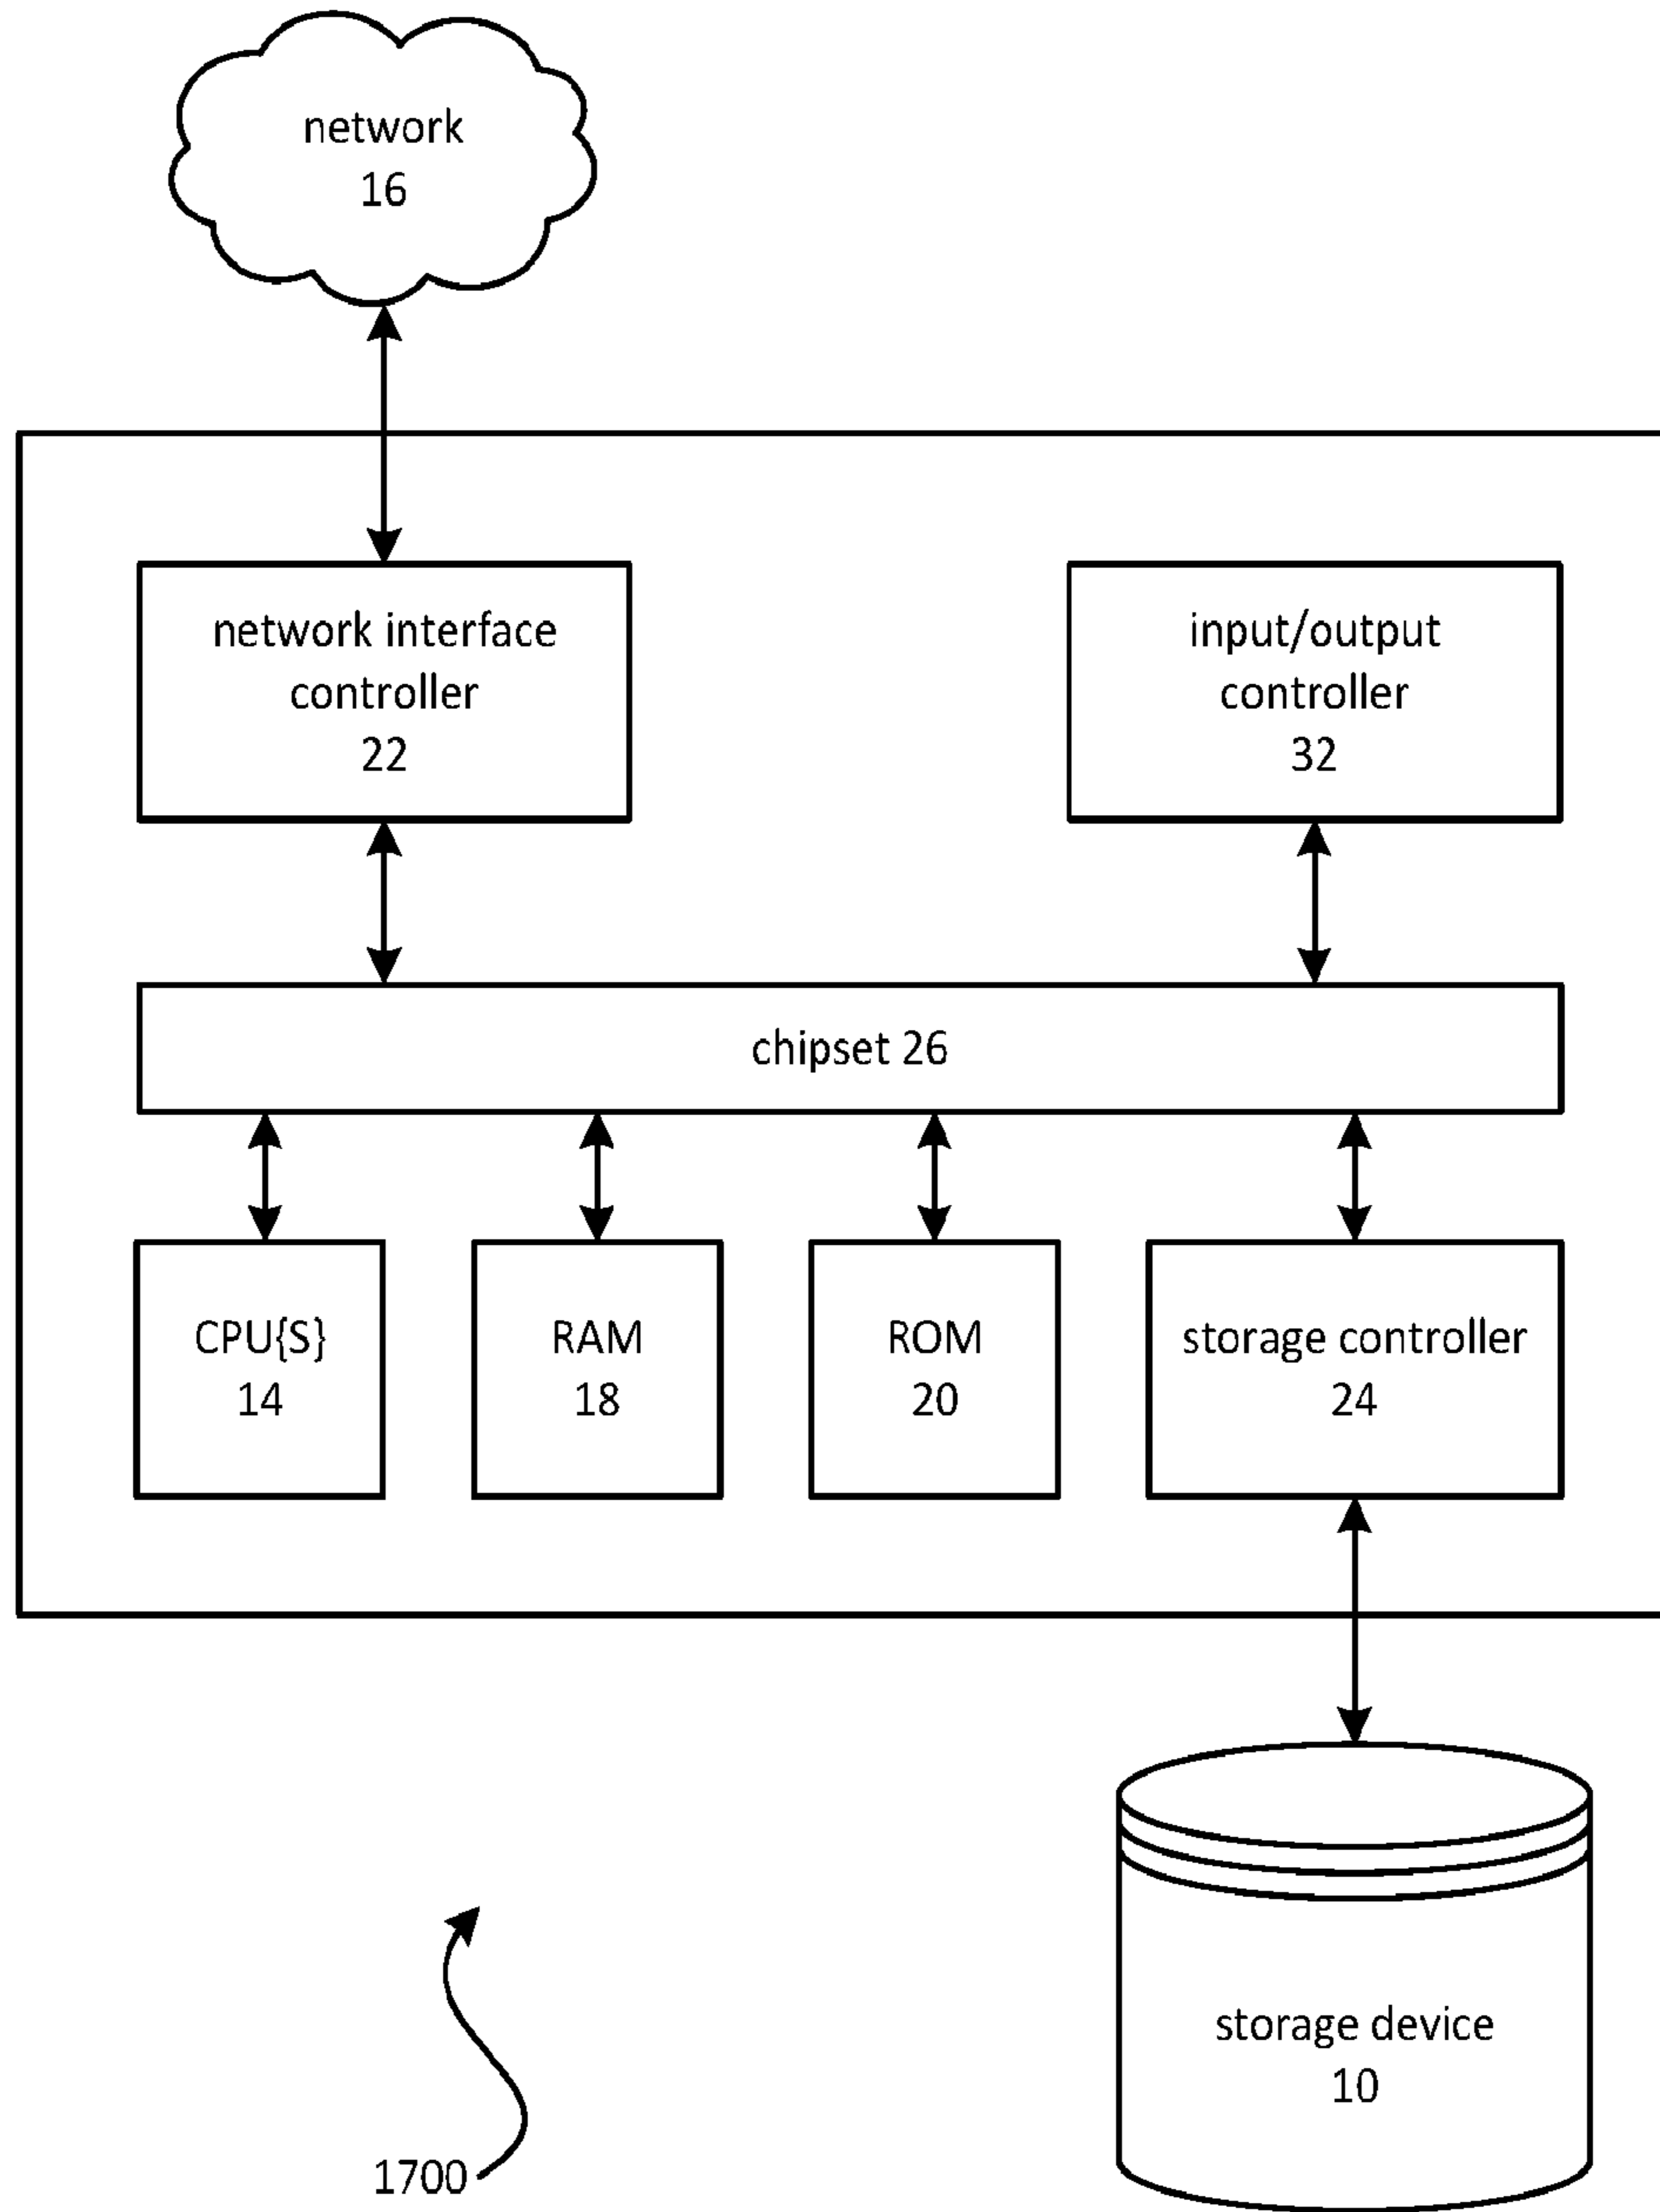 network
16
network interface
controller
22
input/output
controller
32
chipset 26
CPU{S}
14
RAM
18
ROM
20
storage controller
24
storage device
10
1700